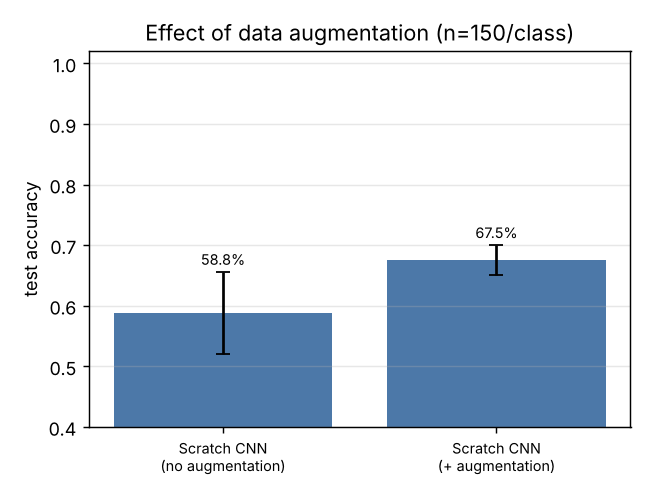 Effect of data augmentation (n=150/class)
1.0
0.9
0.8
0.7
0.6
0.5
0.4
test accuracy
58.8%
67.5%
Scratch CNN
(no augmentation)
Scratch CNN
(+ augmentation)